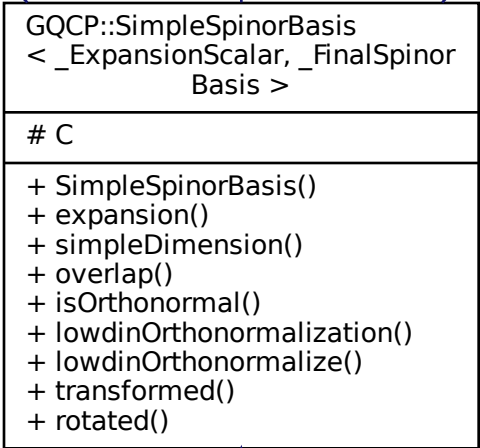 GQCP::SimpleSpinorBasis
< _ExpansionScalar, _FinalSpinor
Basis >
# C
+ SimpleSpinorBasis()
+ expansion()
+ simpleDimension()
+ overlap()
+ isOrthonormal()
+ lowdinOrthonormalization()
+ lowdinOrthonormalize()
+ transformed()
+ rotated()